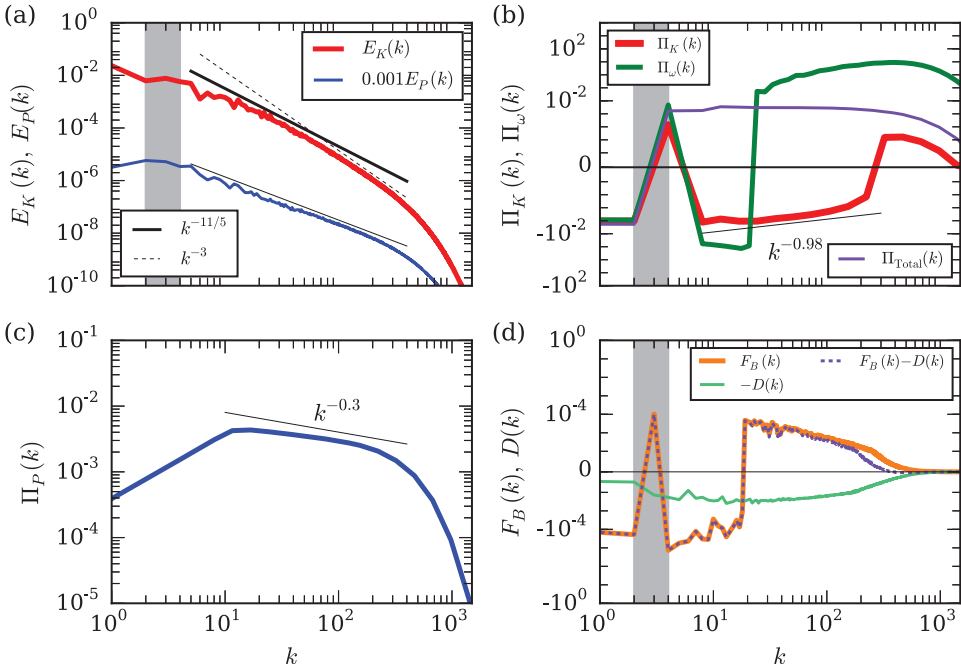 (a)
10^0
10^-2
10^-4
10^-6
10^-8
10^-10
E_K(k), E_P(k)
E_K(k)
0.001E_P(k)
k^-11/5
k^-3
(b)
10^2
10^-2
0
-10^-2
-10^2
Π_K(k), Π_ω(k)
Π_K(k)
Π_ω(k)
k^-0.98
Π_Total(k)
(c)
10^-1
10^-2
10^-3
10^-4
10^-5
Π_P(k)
k^-0.3
10^0 10^1 10^2 10^3
k
(d)
10^0
10^-4
0
-10^-4
-10^0
F_B(k), D(k)
F_B(k)
-D(k)
F_B(k)-D(k)
10^0 10^1 10^2 10^3
k